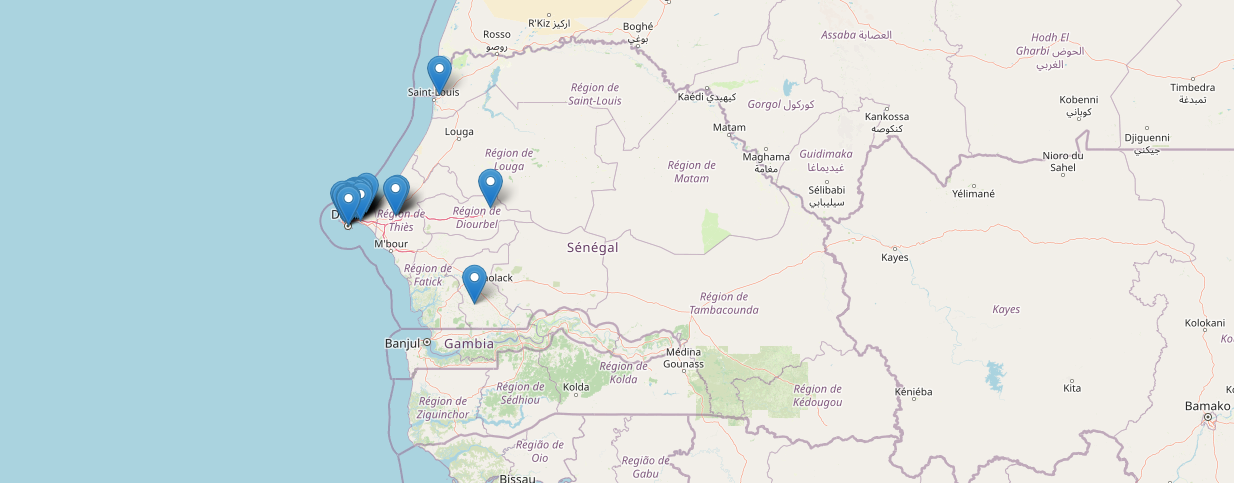 R'Kiz اركيز
Boghé
بوغي
Rosso
روصو
Assaba العصابة
Hodh El
Gharbi الحوض
الغربي
Timbedra
تمبدغة
Saint-Louis
Région de
Saint-Louis
Kaédi كيهيدي
Gorgol كوركول
Kobenni
كوباني
Kankossa
كنكوصه
Louga
Matam
Djiguenni
جيكني
Région de
Louga
Maghama
مغامة
Guidimaka
غيديماغا
Nioro du
Sahel
Région de
Matam
Sélibabi
سيليبابي
Yélimané
Région de
Thiès
Région de
Diourbel
M'bour
Sénégal
Kayes
Région de
Fatick
olack
Région de
Tambacounda
Kayes
Kolokani
Banjul
Gambia
Médina
Gounass
Région de
Kolda
Région de
Sédhiou
Kolda
Région de
Kédougou
Kéniéba
Kita
Région de
Ziguinchor
Bamako
Região de
Oio
Região de
Gabu
Bissau